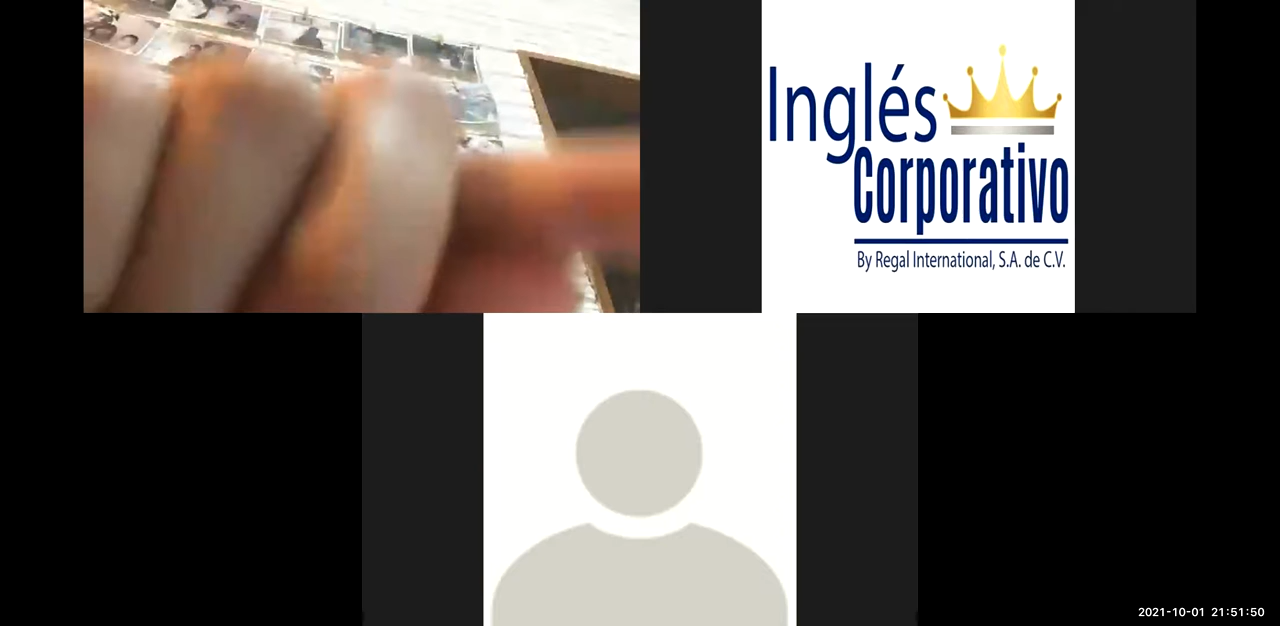 Inglés
Corporativo
By Regal International, S.A. de C.V.
2021-10-01 21:51:50